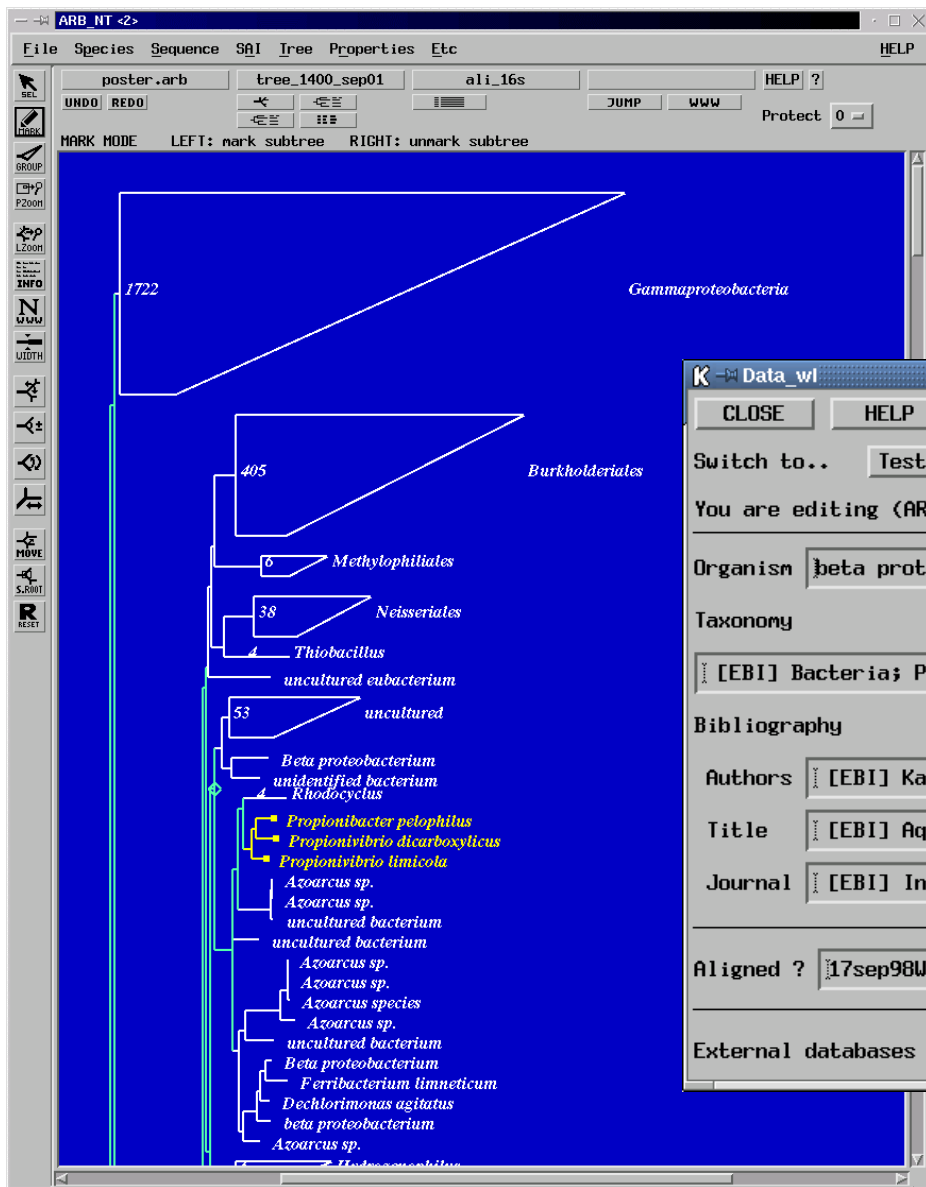 ARB_NT <2>
File Species Sequence SAI Tree Properties Etc HELP
SEL
MARK
GROUP
PZOOM
LZOOM
INFO
N
WWW
WIDTH
MOVE
S.ROOT
R
RESET
poster.arb tree_1400_sep01 ali_16s HELP ?
UNDO REDO JUMP WWW
Protect 0
MARK MODE LEFT: mark subtree RIGHT: unmark subtree
1722 Gammaproteobacteria
405 Burkholderiales
6 Methylophiliales
38 Neisseriales
4 Thiobacillus
uncultured eubacterium
53 uncultured
Beta proteobacterium
unidentified bacterium
4 Rhodocyclus
Propionibacter pelophilus
Propionivibrio dicarboxylicus
Propionivibrio limicola
Azoarcus sp.
Azoarcus sp.
uncultured bacterium
uncultured bacterium
Azoarcus sp.
Azoarcus sp.
Azoarcus species
Azoarcus sp.
uncultured bacterium
Beta proteobacterium
Ferribacterium limneticum
Dechlorimonas agitatus
beta proteobacterium
Azoarcus sp.
Hydrogenophilus
K Data_wl
CLOSE HELP
Switch to.. Test
You are editing (AR
Organism beta prot
Taxonomy
[EBI] Bacteria; P
Bibliography
Authors [EBI] Ka
Title [EBI] Aq
Journal [EBI] In
Aligned ? 17sep98W
External databases